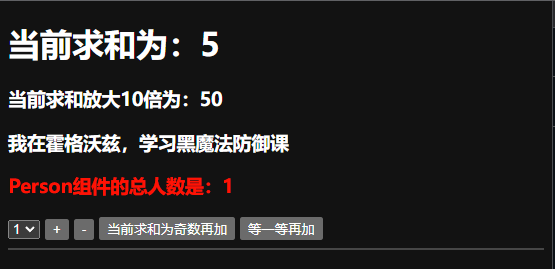 当前求和为：5
当前求和放大10倍为：50
我在霍格沃兹，学习黑魔法防御课
Person组件的总人数是：1
1 + - 当前求和为奇数再加 等一等再加